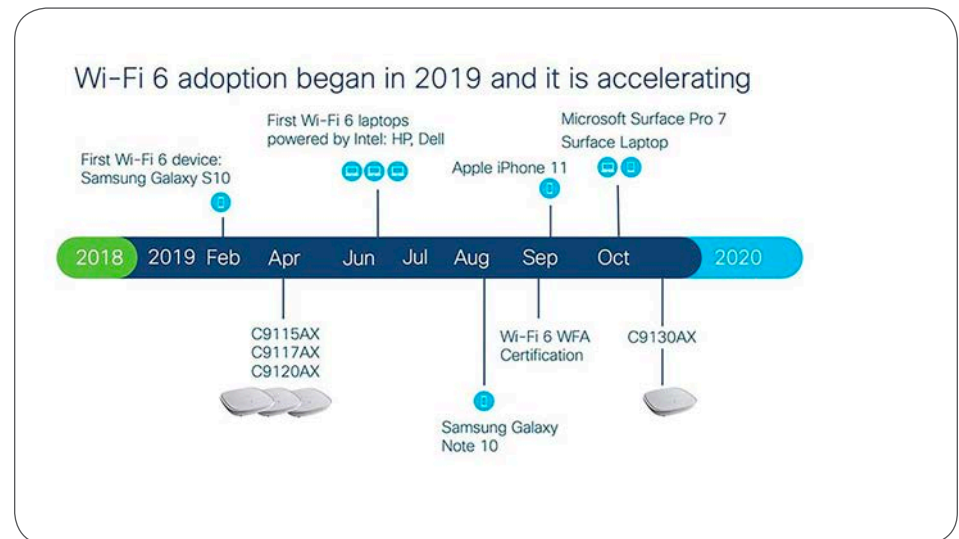 Wi-Fi 6 adoption began in 2019 and it is accelerating
First Wi-Fi 6 device:
Samsung Galaxy S10
First Wi-Fi 6 laptops
powered by Intel: HP, Dell
Apple iPhone 11
Microsoft Surface Pro 7
Surface Laptop
2018 2019 Feb Apr Jun Jul Aug Sep Oct 2020
C9115AX
C9117AX
C9120AX
Samsung Galaxy
Note 10
Wi-Fi 6 WFA
Certification
C9130AX